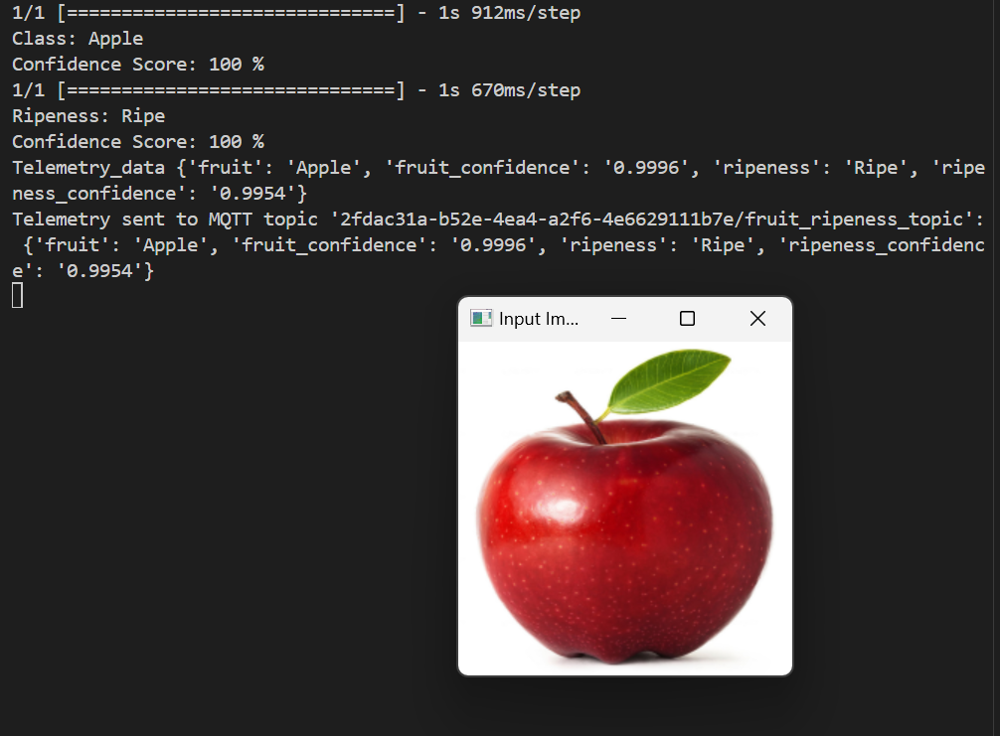 1/1 [==============================] - 1s 912ms/step
Class: Apple
Confidence Score: 100 %
1/1 [==============================] - 1s 670ms/step
Ripeness: Ripe
Confidence Score: 100 %
Telemetry_data {'fruit': 'Apple', 'fruit_confidence': '0.9996', 'ripeness': 'Ripe', 'ripe
ness_confidence': '0.9954'}
Telemetry sent to MQTT topic '2fdac31a-b52e-4ea4-a2f6-4e6629111b7e/fruit_ripeness_topic':
 {'fruit': 'Apple', 'fruit_confidence': '0.9996', 'ripeness': 'Ripe', 'ripeness_confidenc
e': '0.9954'}
Input Im...